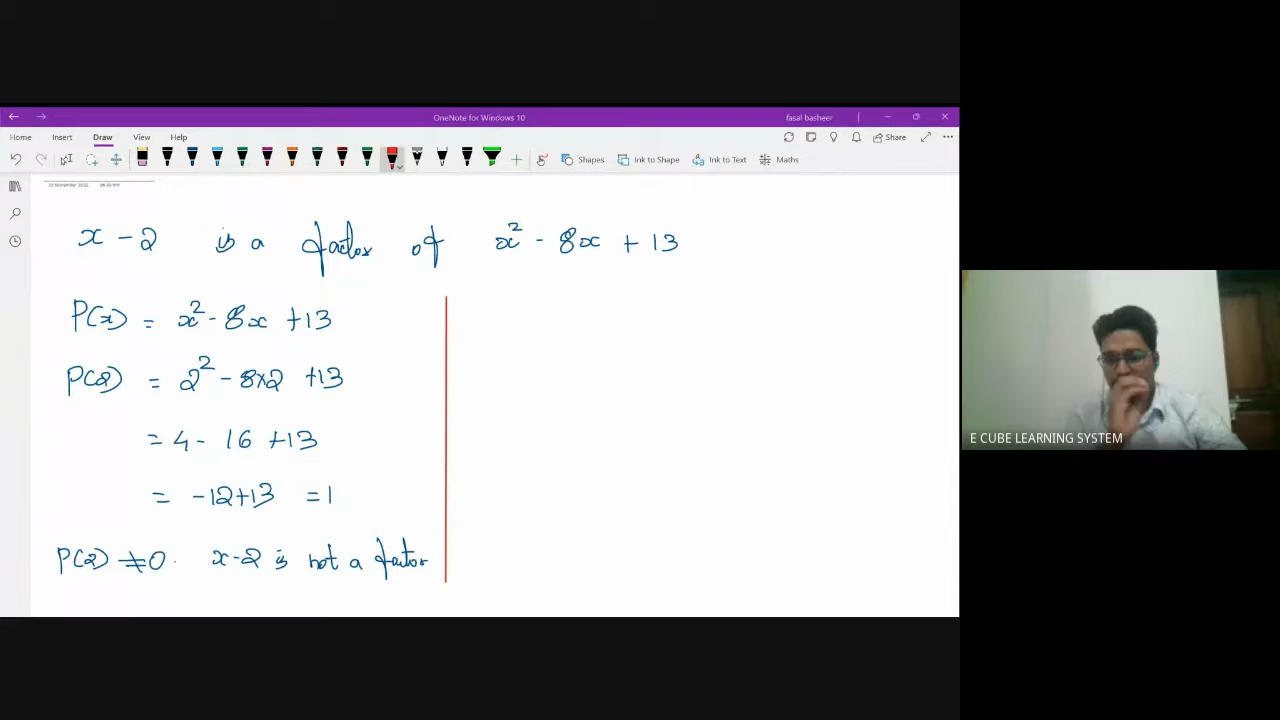 OneNote for Windows 10
fasal basheer
Home Insert Draw View Help
Share
Shapes Ink to Shape Ink to Text Maths
x - 2 is a factor of x² - 8x + 13
P(x) = x² - 8x + 13
P(2) = 2² - 8×2 + 13
= 4 - 16 + 13
= -12+13 = 1
P(2) ≠ 0. x-2 is not a factor
E CUBE LEARNING SYSTEM